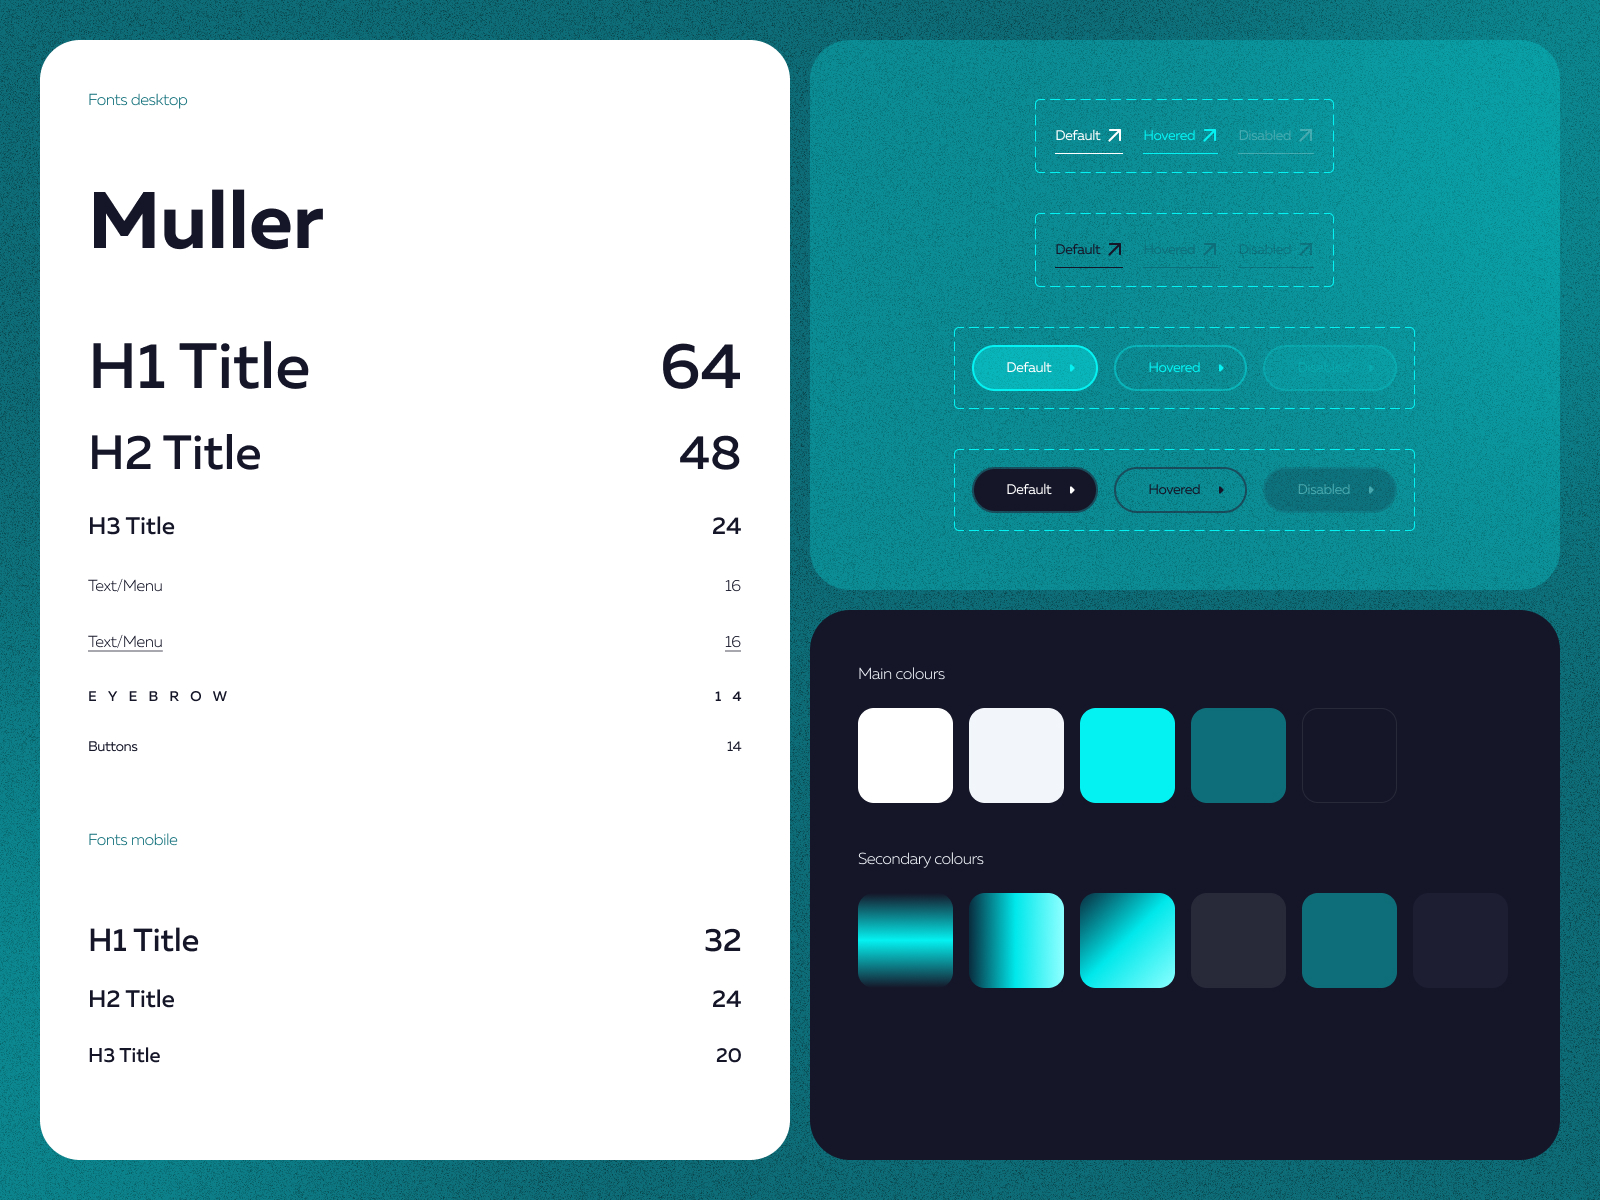 Fonts desktop
Muller
H1 Title 64
H2 Title 48
H3 Title 24
Text/Menu 16
Text/Menu 16
EYEBROW 14
Buttons 14
Fonts mobile
H1 Title 32
H2 Title 24
H3 Title 20
Default Hovered Disabled
Default Hovered Disabled
Default Hovered
Default Hovered Disabled
Main colours
Secondary colours